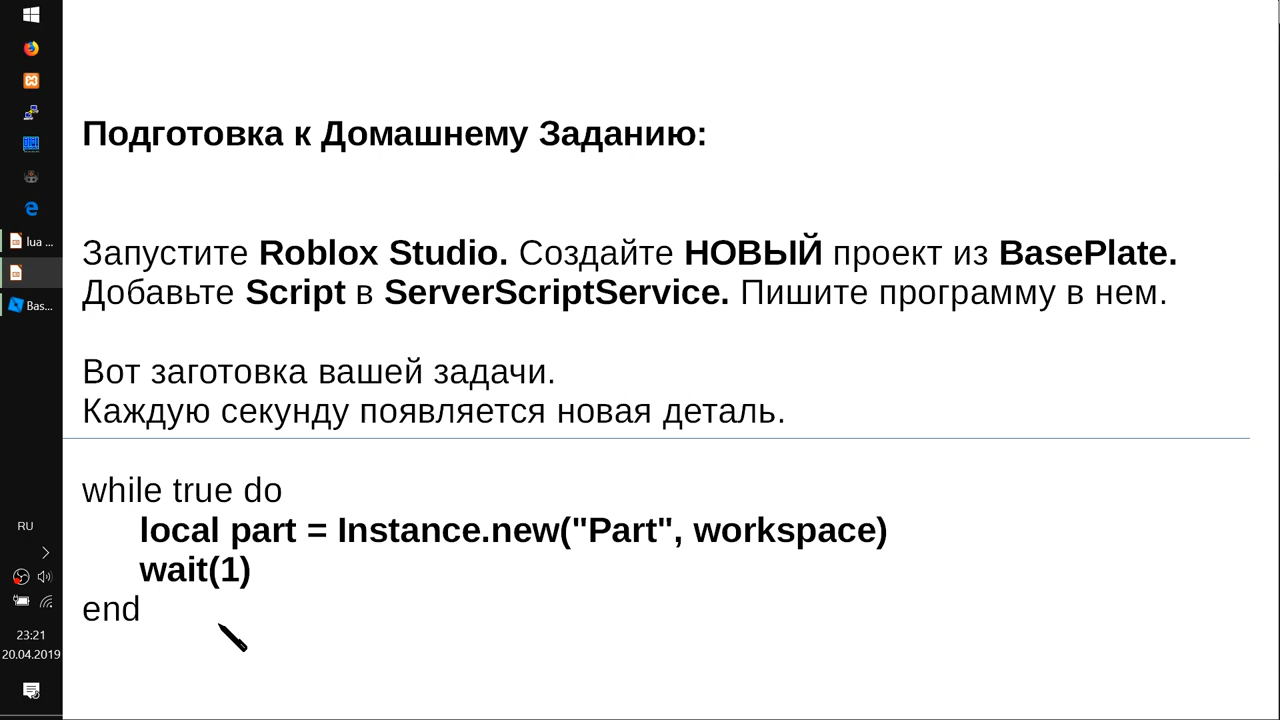 Подготовка к Домашнему Заданию:
Запустите Roblox Studio. Создайте НОВЫЙ проект из BasePlate.
Добавьте Script в ServerScriptService. Пишите программу в нем.
Вот заготовка вашей задачи.
Каждую секунду появляется новая деталь.
while true do
local part = Instance.new("Part", workspace)
wait(1)
end
lua ...
Bas...
RU
23:21
20.04.2019